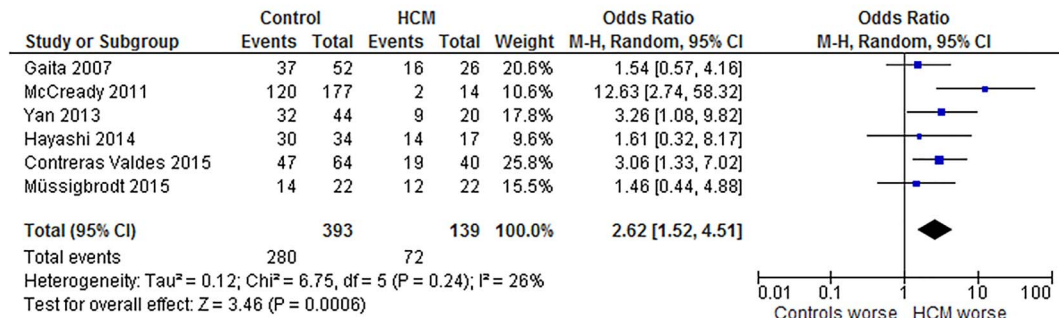 Control HCM Odds Ratio Odds Ratio
Study or Subgroup Events Total Events Total Weight M-H, Random, 95% CI M-H, Random, 95% CI
Gaita 2007 37 52 16 26 20.6% 1.54 [0.57, 4.16]
McCready 2011 120 177 2 14 10.6% 12.63 [2.74, 58.32]
Yan 2013 32 44 9 20 17.8% 3.26 [1.08, 9.82]
Hayashi 2014 30 34 14 17 9.6% 1.61 [0.32, 8.17]
Contreras Valdes 2015 47 64 19 40 25.8% 3.06 [1.33, 7.02]
Müssigbrodt 2015 14 22 12 22 15.5% 1.46 [0.44, 4.88]
Total (95% CI) 393 139 100.0% 2.62 [1.52, 4.51]
Total events 280 72
Heterogeneity: Tau² = 0.12; Chi² = 6.75, df = 5 (P = 0.24); I² = 26%
Test for overall effect: Z = 3.46 (P = 0.0006)
0.01 0.1 1 10 100
Controls worse HCM worse